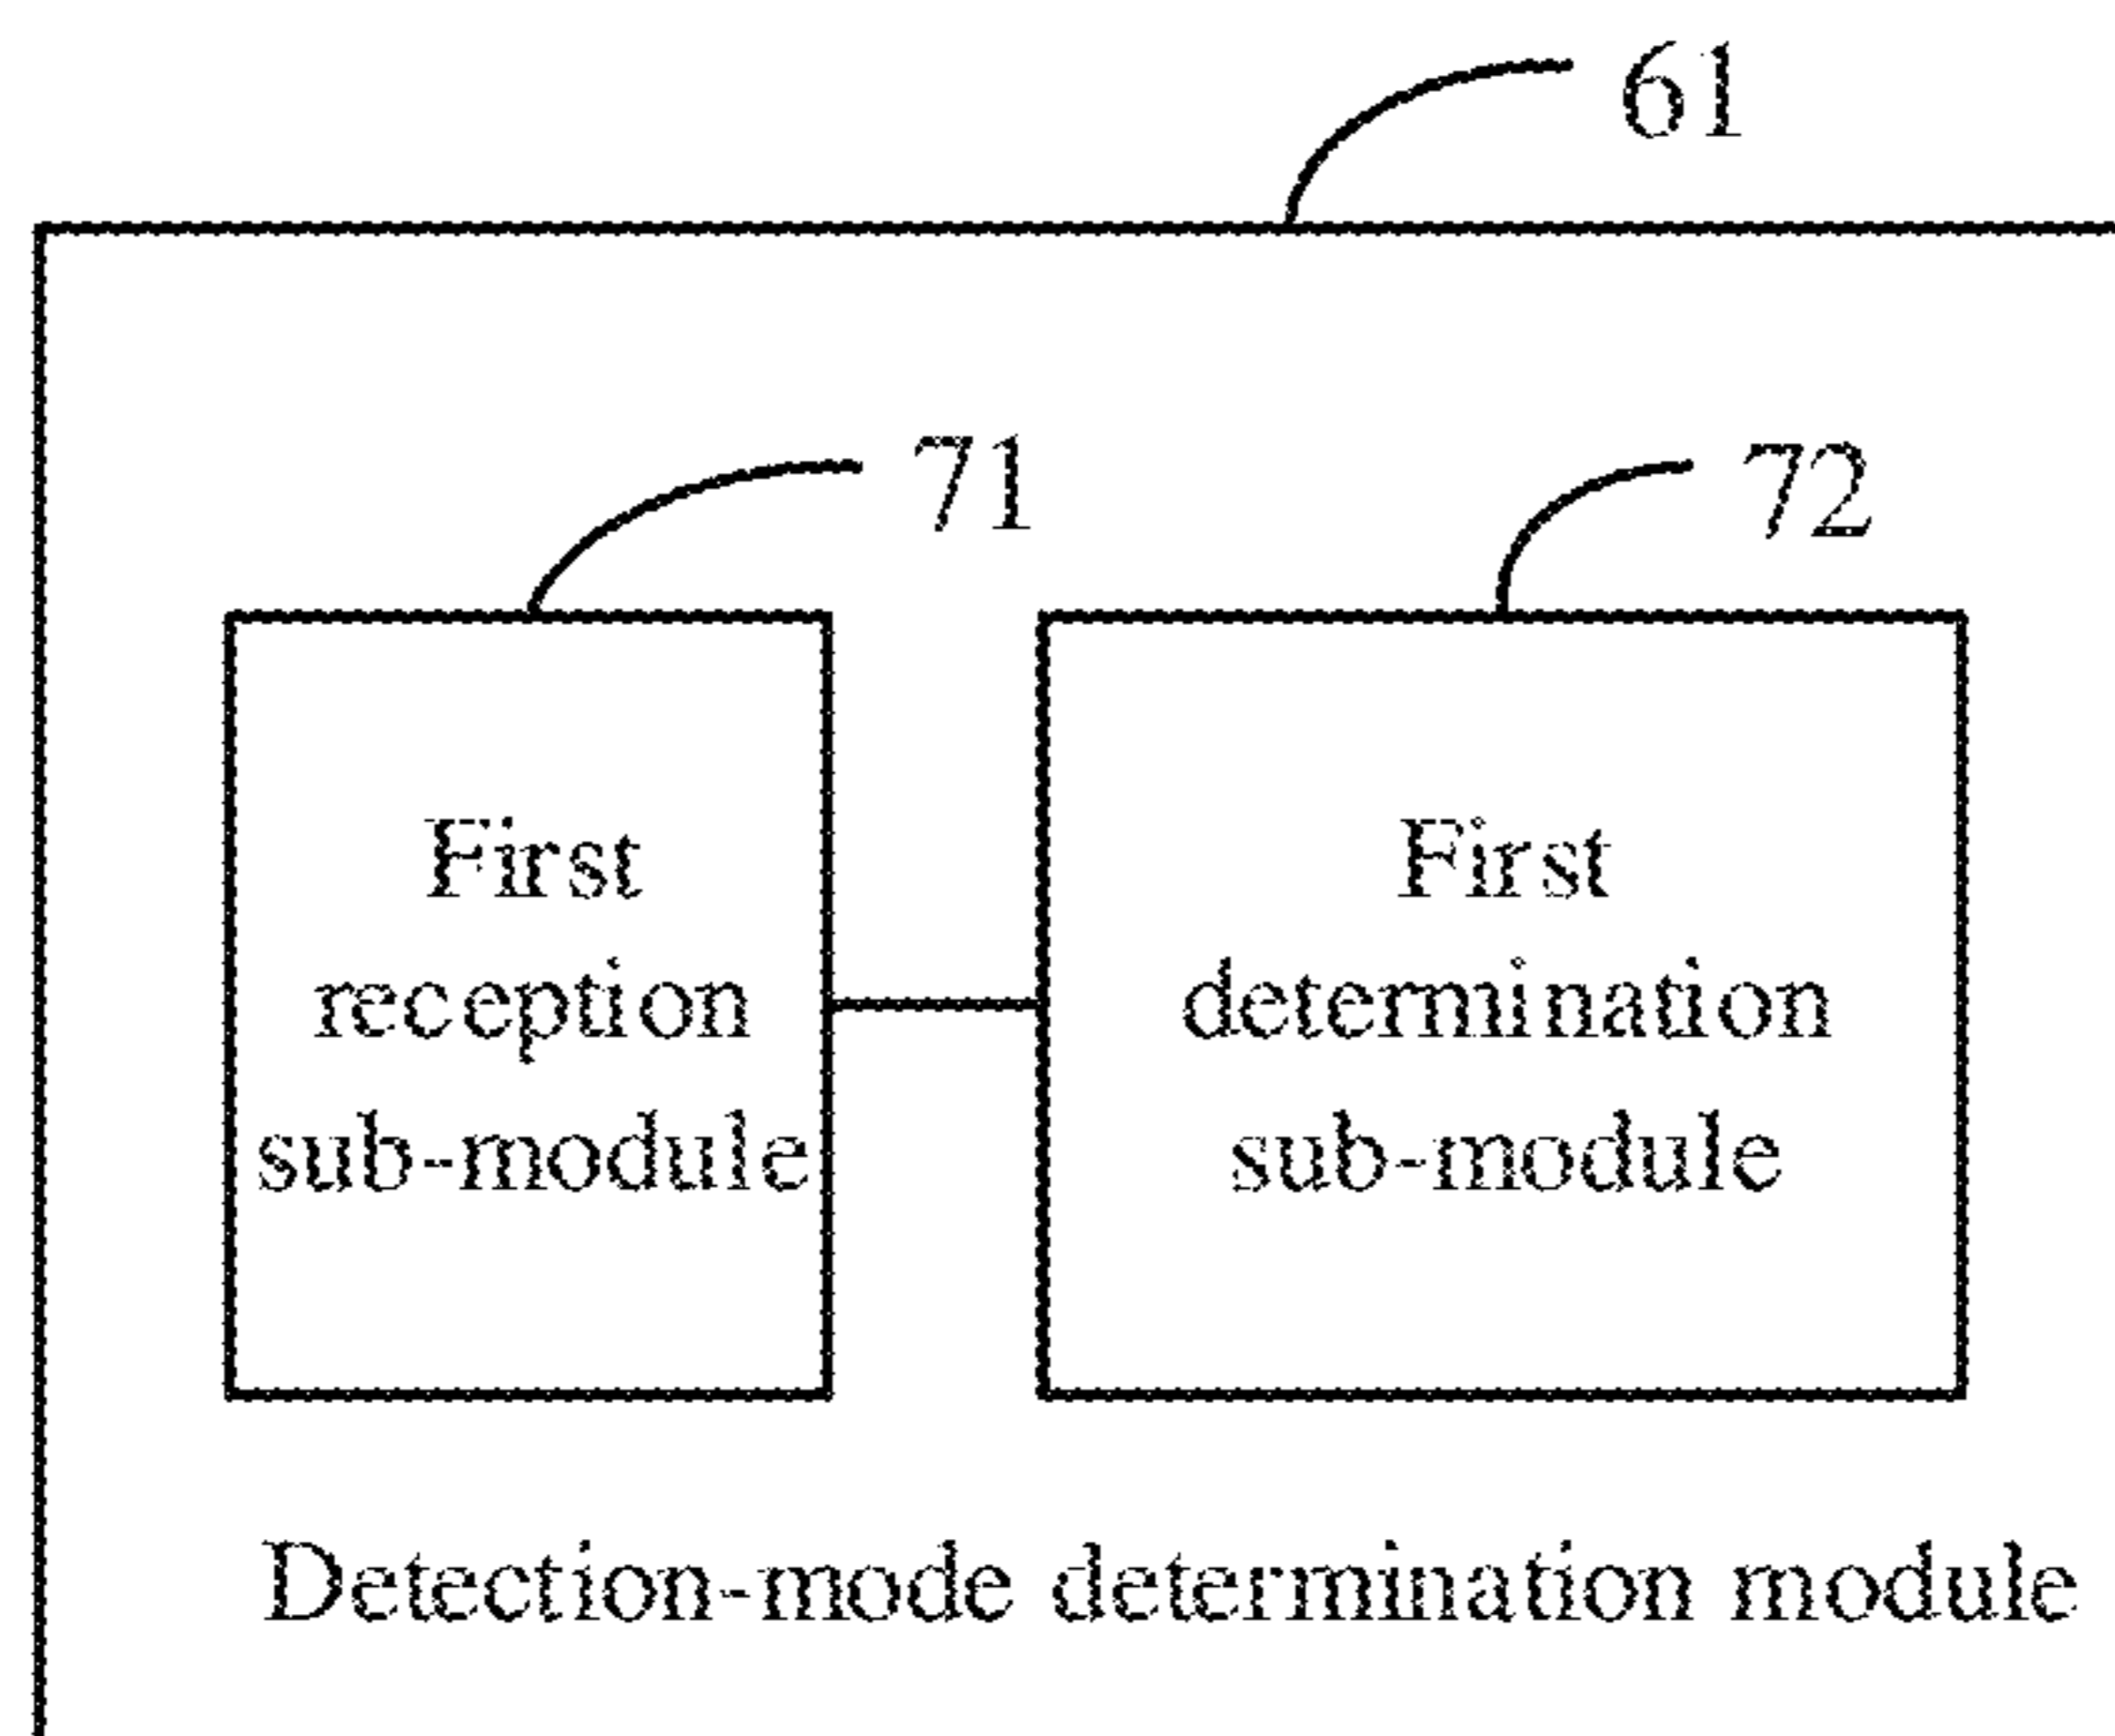 61
71
72
First
reception
sub-module
First
determination
sub-module
Detection-mode determination module